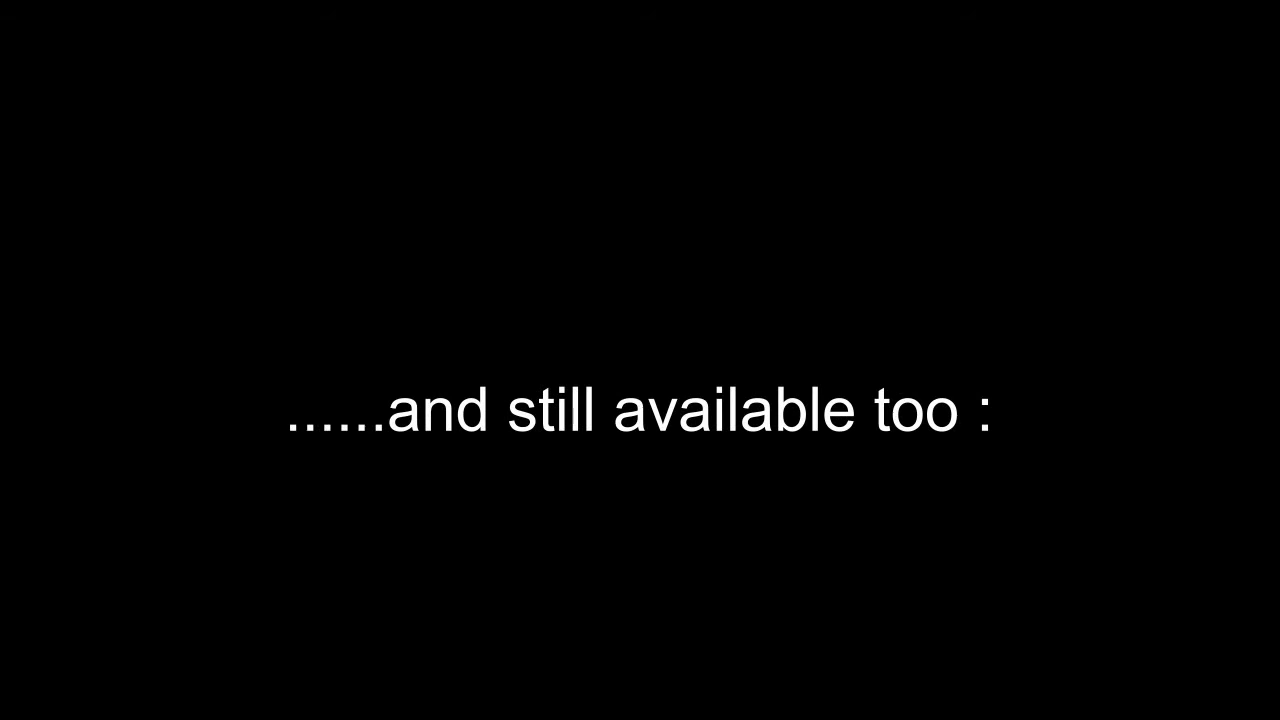 ......and still available too :